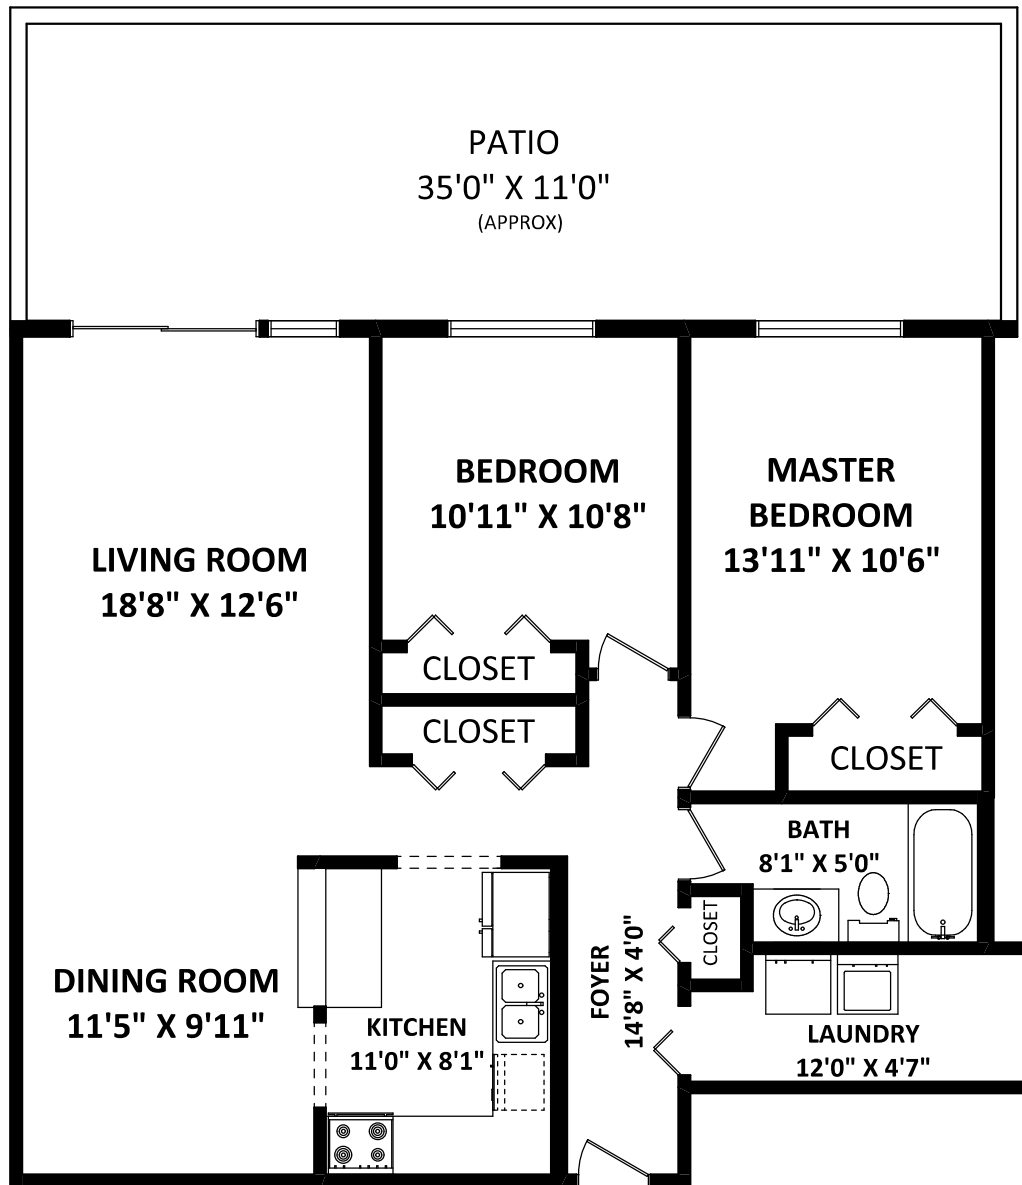 PATIO
35'0" X 11'0"
(APPROX)
BEDROOM
10'11" X 10'8"
MASTER
BEDROOM
13'11" X 10'6"
LIVING ROOM
18'8" X 12'6"
CLOSET
CLOSET
CLOSET
BATH
8'1" X 5'0"
CLOSET
FOYER
14'8" X 4'0"
DINING ROOM
11'5" X 9'11"
KITCHEN
11'0" X 8'1"
LAUNDRY
12'0" X 4'7"